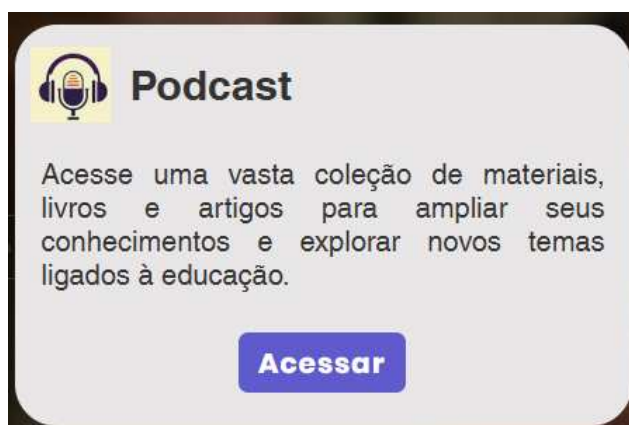 Podcast
Acesse uma vasta coleção de materiais,
livros e artigos para ampliar seus
conhecimentos e explorar novos temas
ligados à educação.
Acessar